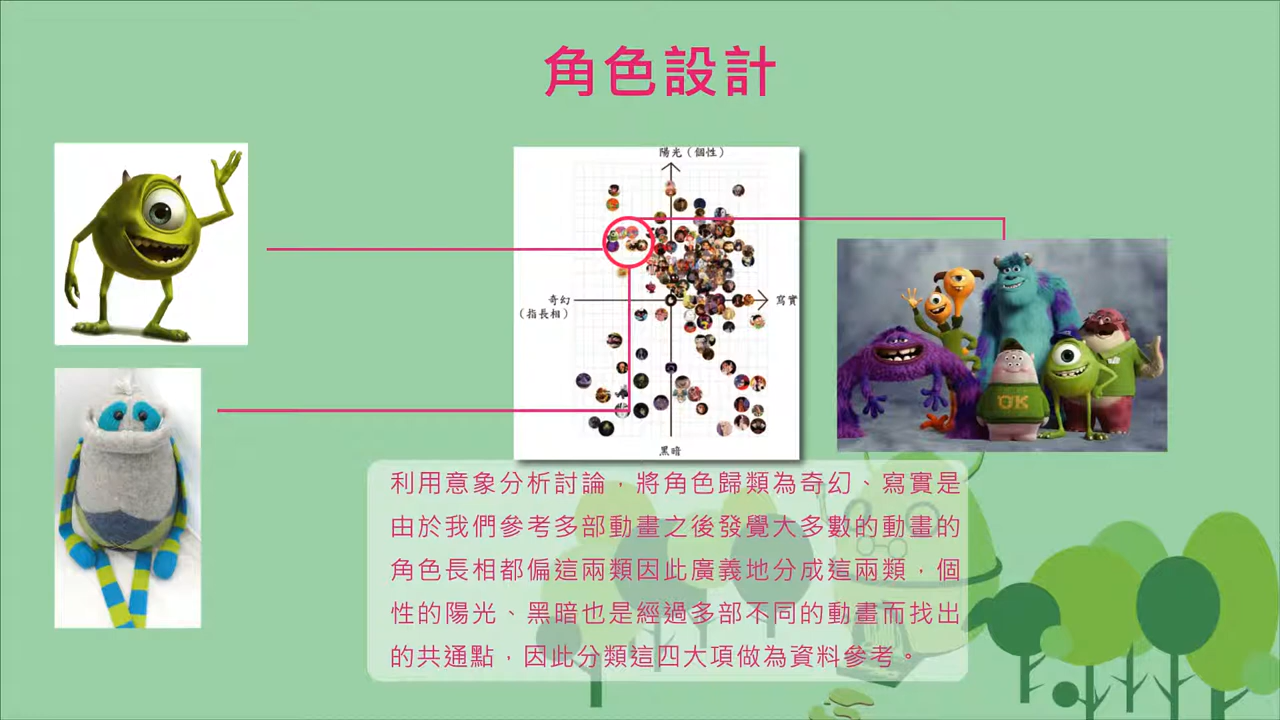 角色設計
陽光（個性）
奇幻
（指長相）
寫實
黑暗
OK
利用意象分析討論，將角色歸類為奇幻、寫實是
由於我們參考多部動畫之後發覺大多數的動畫的
角色長相都偏這兩類因此廣義地分成這兩類，個
性的陽光、黑暗也是經過多部不同的動畫而找出
的共通點，因此分類這四大項做為資料參考。